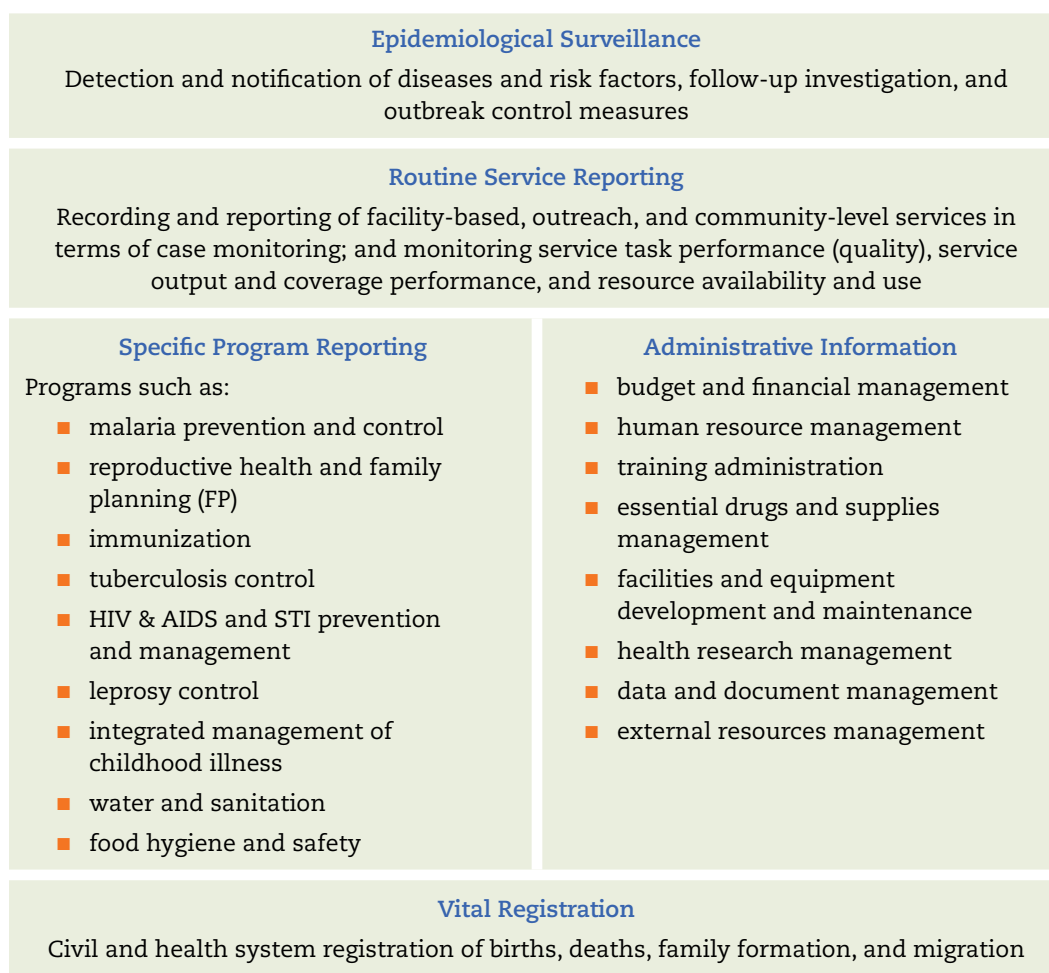 Epidemiological Surveillance
Detection and notification of diseases and risk factors, follow-up investigation, and
outbreak control measures
Routine Service Reporting
Recording and reporting of facility-based, outreach, and community-level services in
terms of case monitoring; and monitoring service task performance (quality), service
output and coverage performance, and resource availability and use
Specific Program Reporting
Programs such as:
■ malaria prevention and control
■ reproductive health and family
planning (FP)
■ immunization
■ tuberculosis control
■ HIV & AIDS and STI prevention
and management
■ leprosy control
■ integrated management of
childhood illness
■ water and sanitation
■ food hygiene and safety
Administrative Information
■ budget and financial management
■ human resource management
■ training administration
■ essential drugs and supplies
management
■ facilities and equipment
development and maintenance
■ health research management
■ data and document management
■ external resources management
Vital Registration
Civil and health system registration of births, deaths, family formation, and migration